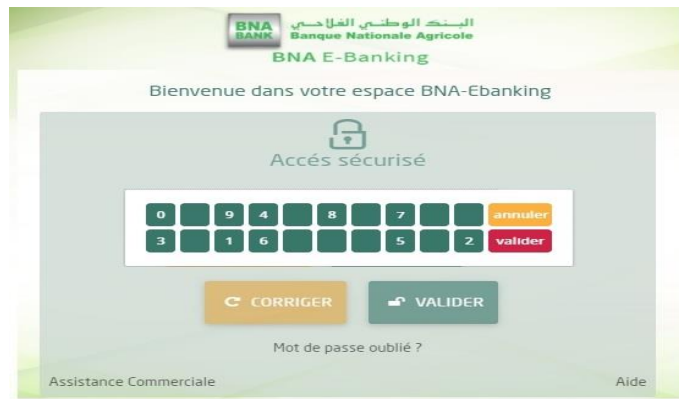 BNA البنك الوطني الفلاحي
BANK Banque Nationale Agricole
BNA E-Banking
Bienvenue dans votre espace BNA-Ebanking
Accés sécurisé
0 9 4 8 7 annuler
3 1 6 5 2 valider
CORRIGER VALIDER
Mot de passe oublié ?
Assistance Commerciale Aide